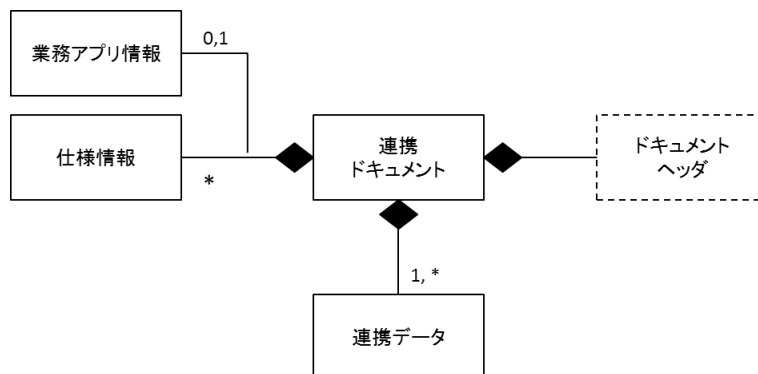 業務アプリ情報
0,1
仕様情報
*
連携
ドキュメント
ドキュメント
ヘッダ
1, *
連携データ